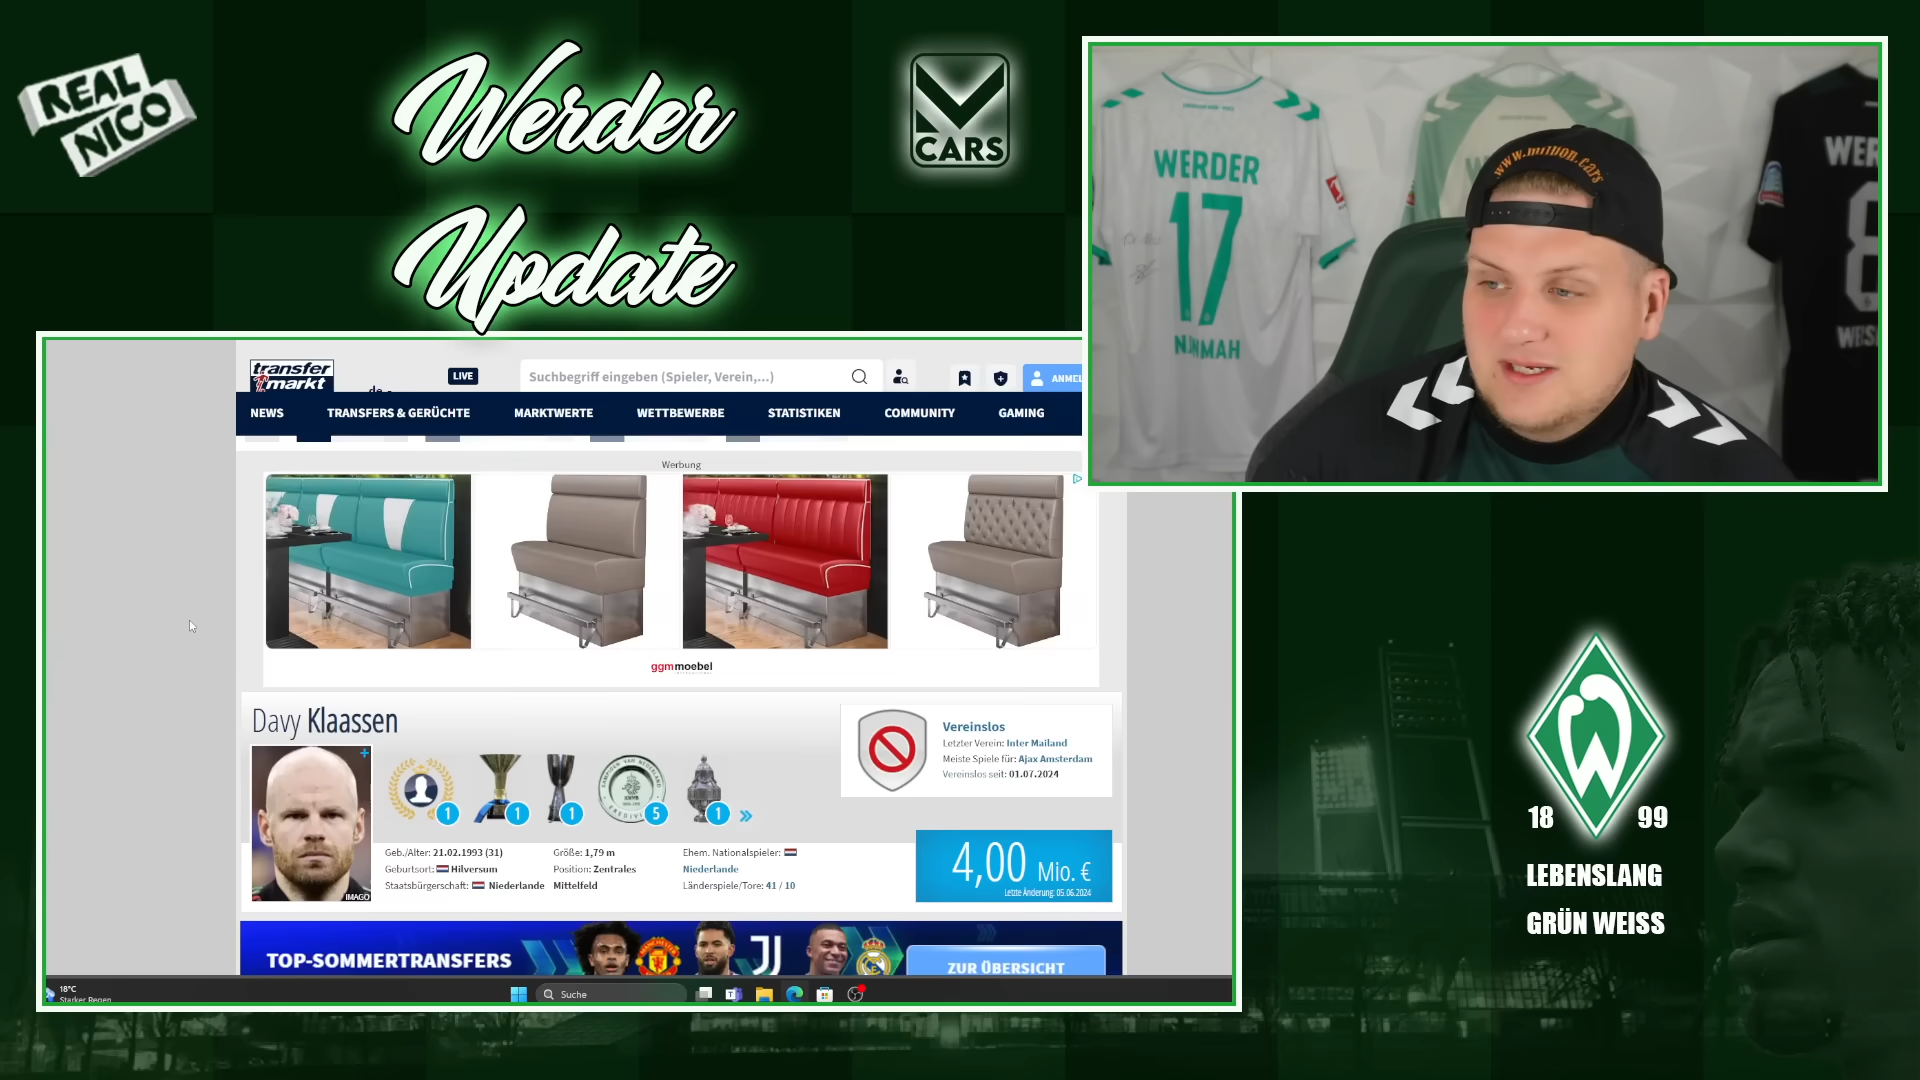 REAL
NICO
Werder
Update
CARS
www.million.cars
WERDER
17
transfer
markt
LIVE
Suchbegriff eingeben (Spieler, Verein,...)
NEWS
TRANSFERS & GERÜCHTE
MARKTWERTE
WETTBEWERBE
STATISTIKEN
COMMUNITY
GAMING
Werbung
ggmmoebel
Davy Klaassen
Vereinslos
Letzter Verein: Inter Mailand
Meiste Spiele für: Ajax Amsterdam
Vereinslos seit: 01.07.2024
1
1
1
5
1
IMAGO
Geb./Alter: 21.02.1993 (31)
Geburtsort: Hilversum
Staatsbürgerschaft: Niederlande
Größe: 1,79 m
Position: Zentrales
Mittelfeld
Ehem. Nationalspieler:
Niederlande
Länderspiele/Tore: 41 / 10
4,00 Mio. €
Letzte Änderung: 05.06.2024
TOP-SOMMERTRANSFERS
ZUR ÜBERSICHT
18°C
Starker Regen
Suche
18 99
LEBENSLANG
GRÜN WEISS